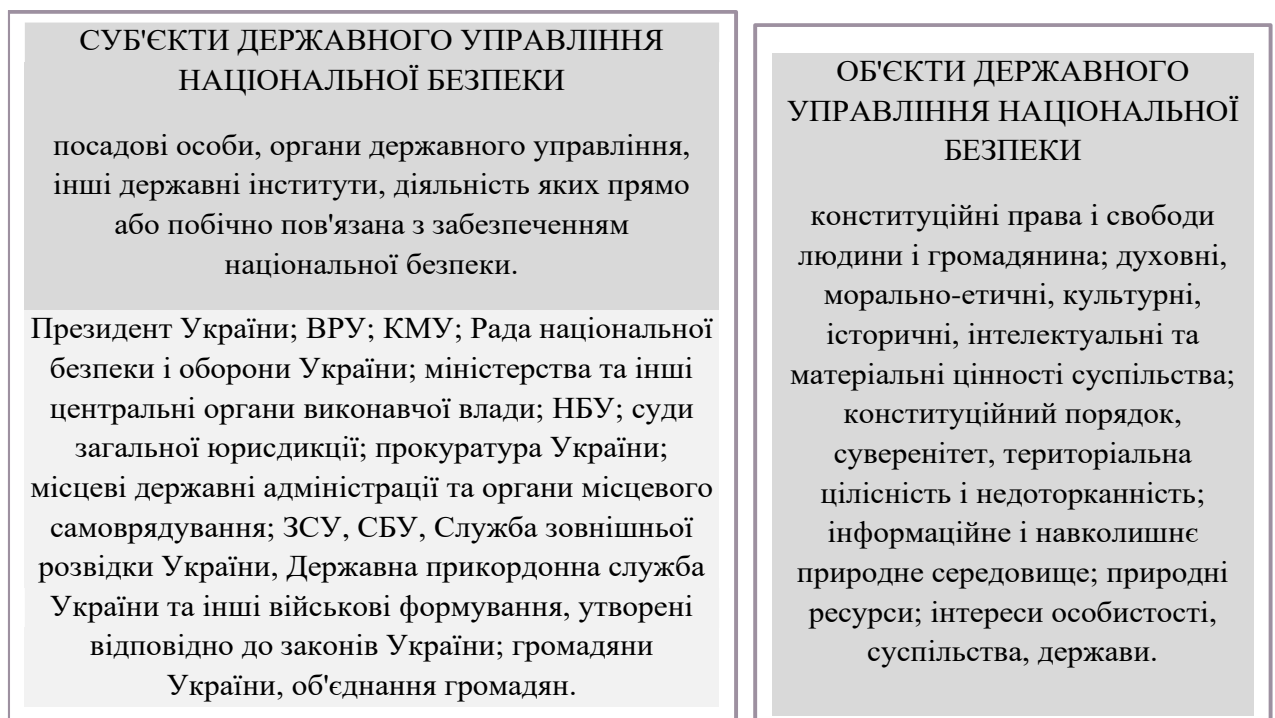 СУБ'ЄКТИ ДЕРЖАВНОГО УПРАВЛІННЯ
НАЦІОНАЛЬНОЇ БЕЗПЕКИ
посадові особи, органи державного управління,
інші державні інститути, діяльність яких прямо
або побічно пов'язана з забезпеченням
національної безпеки.
Президент України; ВРУ; КМУ; Рада національної
безпеки і оборони України; міністерства та інші
центральні органи виконавчої влади; НБУ; суди
загальної юрисдикції; прокуратура України;
місцеві державні адміністрації та органи місцевого
самоврядування; ЗСУ, СБУ, Служба зовнішньої
розвідки України, Державна прикордонна служба
України та інші військові формування, утворені
відповідно до законів України; громадяни
України, об'єднання громадян.
ОБ'ЄКТИ ДЕРЖАВНОГО
УПРАВЛІННЯ НАЦІОНАЛЬНОЇ
БЕЗПЕКИ
конституційні права і свободи
людини і громадянина; духовні,
морально-етичні, культурні,
історичні, інтелектуальні та
матеріальні цінності суспільства;
конституційний порядок,
суверенітет, територіальна
цілісність і недоторканність;
інформаційне і навколишнє
природне середовище; природні
ресурси; інтереси особистості,
суспільства, держави.